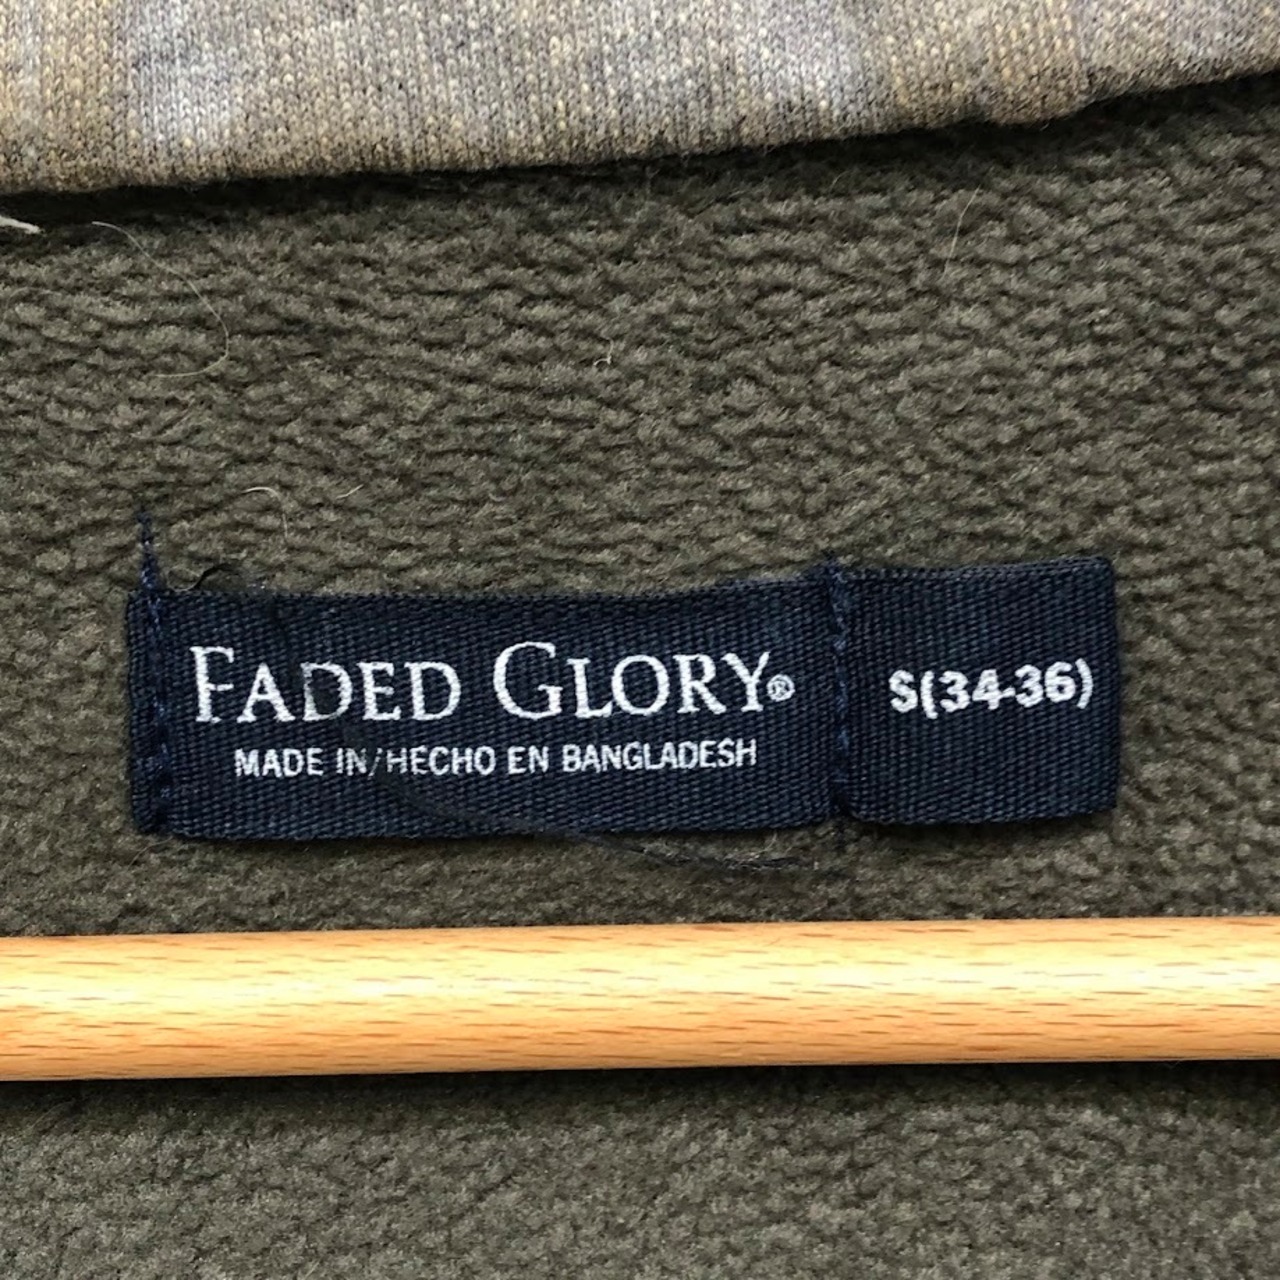 FADED GLORY®
MADE IN/HECHO EN BANGLADESH
S(34-36)